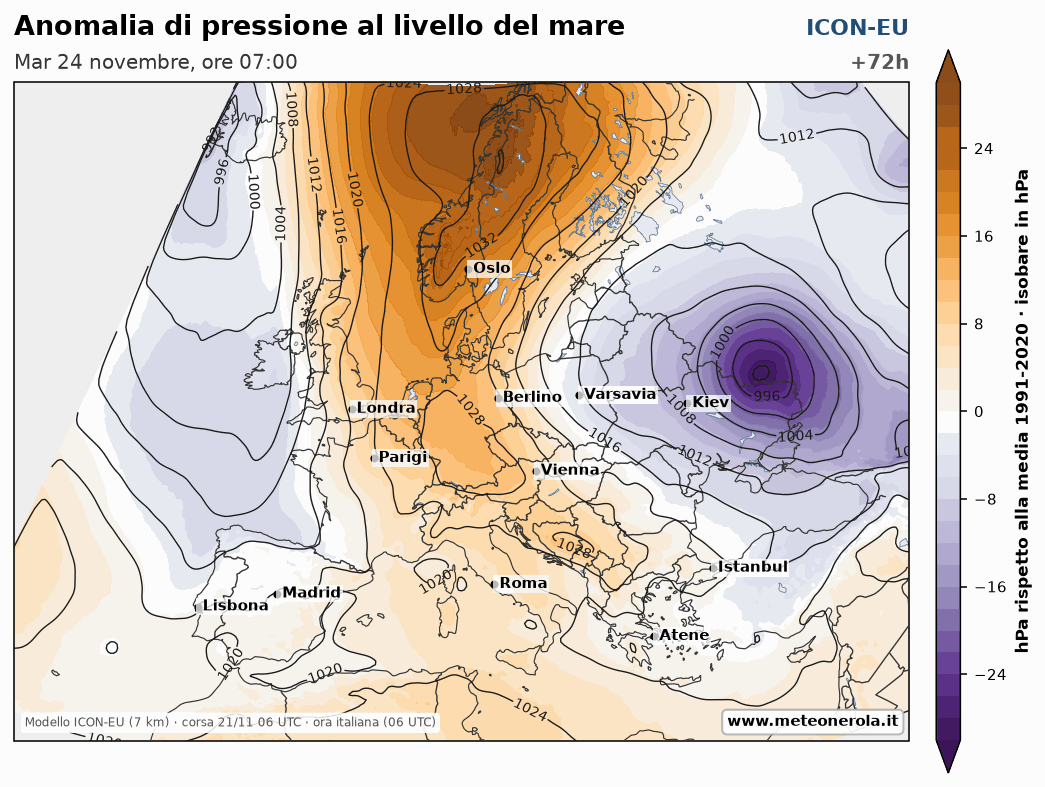 Anomalia di pressione al livello del mare
ICON-EU
Mar 24 novembre, ore 07:00
+72h
1024
1028
1008
1012
996
1000
1012
1020
1004
1016
1020
1032
Oslo
1000
996
Londra
1028
Berlino
Varsavia
Kiev
1008
1004
1016
1012
Parigi
Vienna
1028
Istanbul
1020
Roma
Madrid
Lisbona
Atene
1020
1020
1024
Modello ICON-EU (7 km) · corsa 21/11 06 UTC · ora italiana (06 UTC)
www.meteonerola.it
24
16
8
0
−8
−16
−24
hPa rispetto alla media 1991-2020 · isobare in hPa